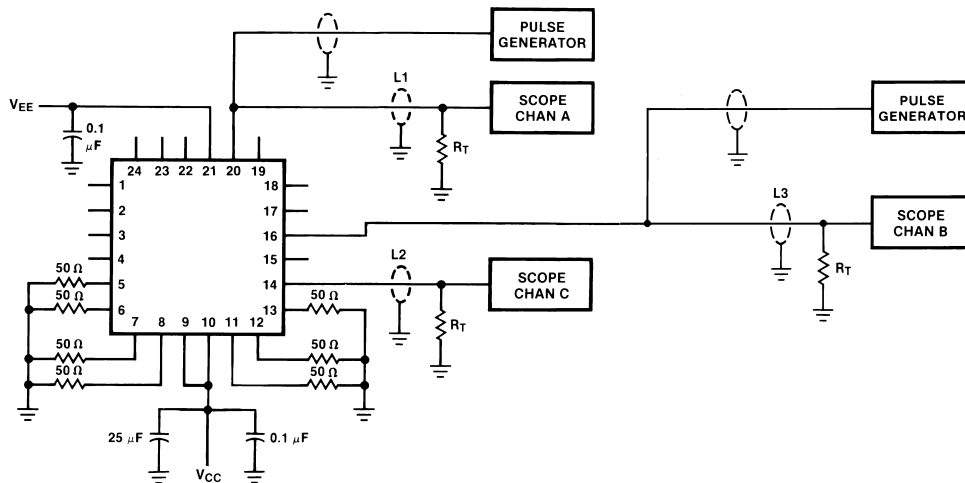 PULSE
GENERATOR
L1
SCOPE
CHAN A
RT
VEE
0.1
μF
PULSE
GENERATOR
24 23 22 21 20 19
1
2
3
4
5
6
18
17
16
15
14
13
7 8 9 10 11 12
L3
SCOPE
CHAN B
RT
L2
SCOPE
CHAN C
RT
50 Ω
50 Ω
50 Ω
50 Ω
50 Ω
50 Ω
50 Ω
25 μF
0.1 μF
VCC